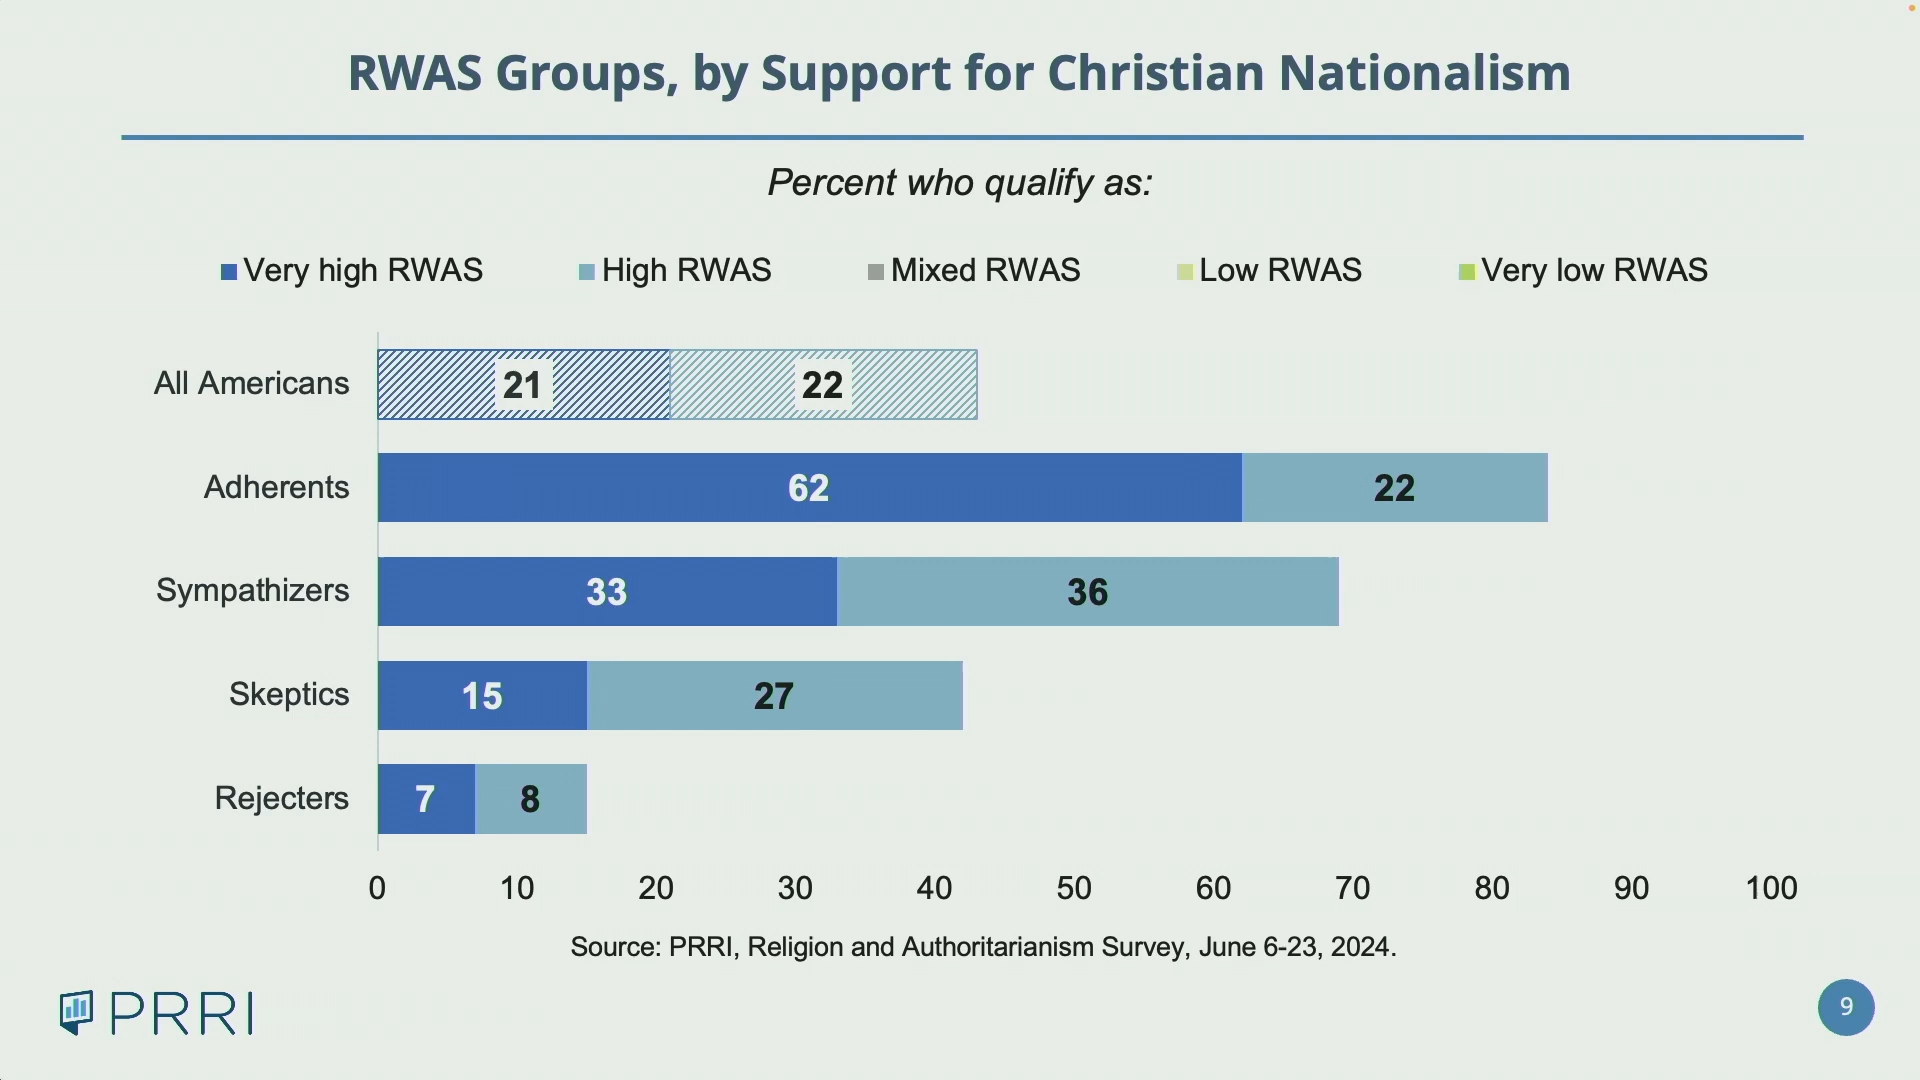 RWAS Groups, by Support for Christian Nationalism
Percent who qualify as:
Very high RWAS High RWAS Mixed RWAS Low RWAS Very low RWAS
All Americans 21 22
Adherents 62 22
Sympathizers 33 36
Skeptics 15 27
Rejecters 7 8
0 10 20 30 40 50 60 70 80 90 100
Source: PRRI, Religion and Authoritarianism Survey, June 6-23, 2024.
PRRI
9